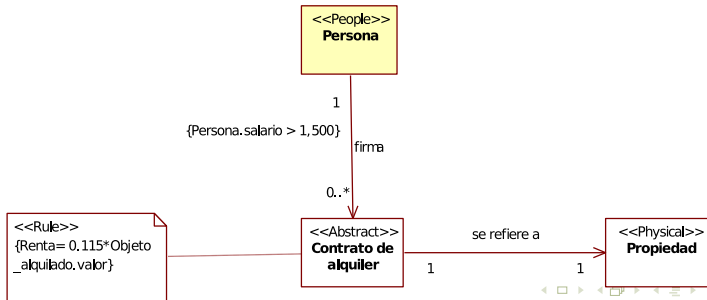 <<People>>
Persona
1
{Persona.salario > 1,500}
firma
0..*
<<Rule>>
{Renta= 0.115*Objeto
_alquilado.valor}
<<Abstract>>
Contrato de
alquiler
se refiere a
1
1
<<Physical>>
Propiedad